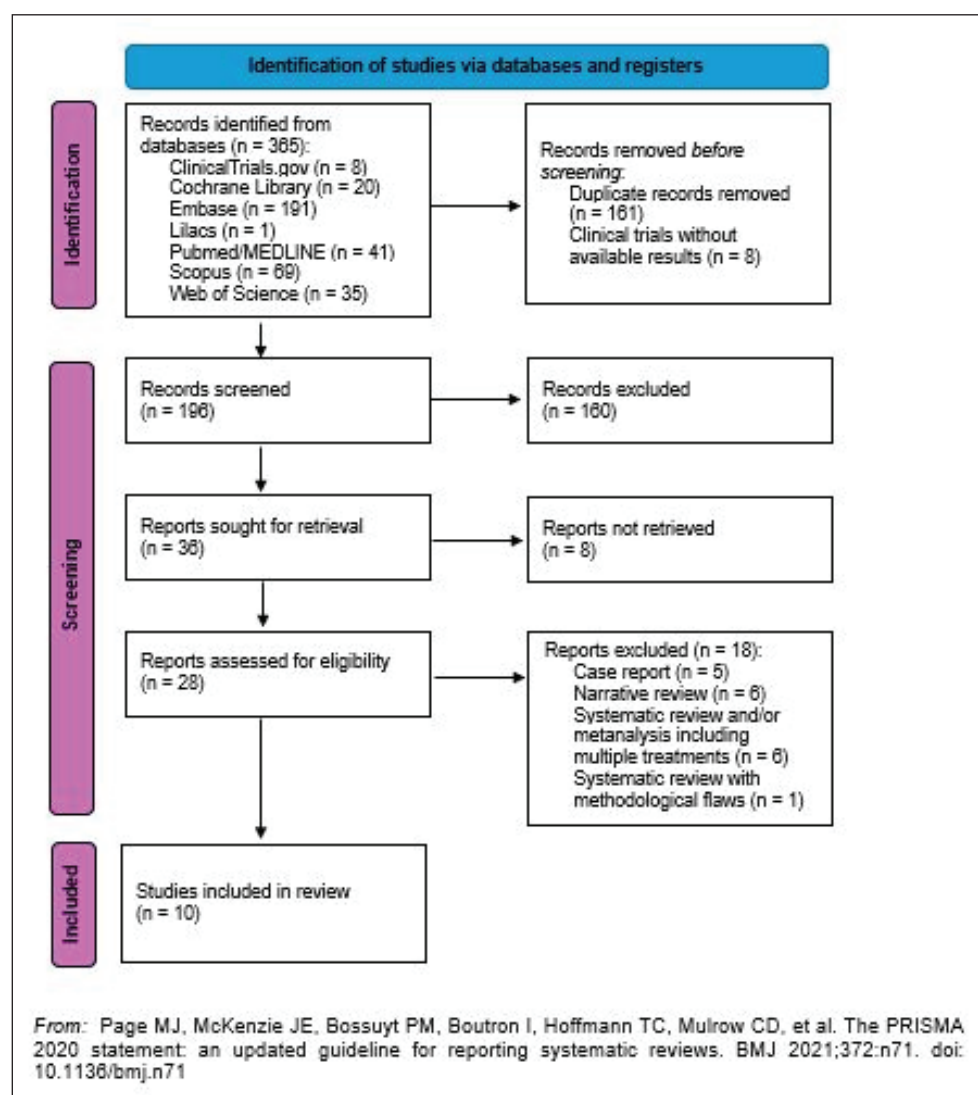 Identification of studies via databases and registers
Identification
Records identified from
databases (n = 365):
ClinicalTrials.gov (n = 8)
Cochrane Library (n = 20)
Embase (n = 191)
Lilacs (n = 1)
Pubmed/MEDLINE (n = 41)
Scopus (n = 69)
Web of Science (n = 35)
Records removed before
screening:
Duplicate records removed
(n = 161)
Clinical trials without
available results (n = 8)
Screening
Records screened
(n = 196)
Records excluded
(n = 160)
Reports sought for retrieval
(n = 36)
Reports not retrieved
(n = 8)
Reports assessed for eligibility
(n = 28)
Reports excluded (n = 18):
Case report (n = 5)
Narrative review (n = 6)
Systematic review and/or
metanalysis including
multiple treatments (n = 6)
Systematic review with
methodological flaws (n = 1)
Included
Studies included in review
(n = 10)
From: Page MJ, McKenzie JE, Bossuyt PM, Boutron I, Hoffmann TC, Mulrow CD, et al. The PRISMA
2020 statement: an updated guideline for reporting systematic reviews. BMJ 2021;372:n71. doi:
10.1136/bmj.n71